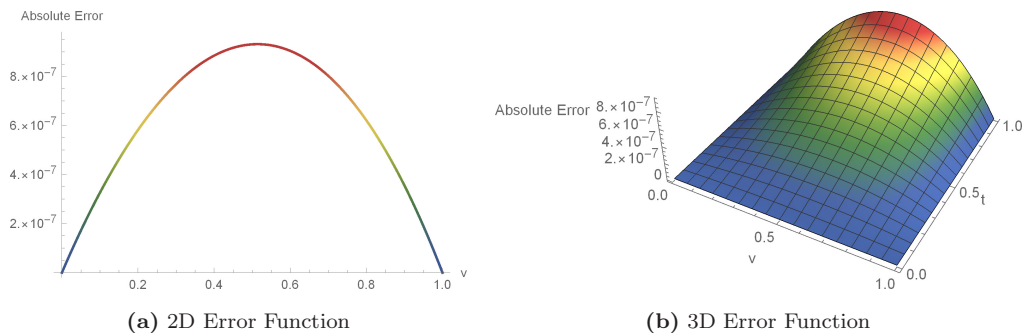 Absolute Error
8.×10⁻⁷
6.×10⁻⁷
4.×10⁻⁷
2.×10⁻⁷
0.2 0.4 0.6 0.8 1.0
v
(a) 2D Error Function
Absolute Error
8.×10⁻⁷
6.×10⁻⁷
4.×10⁻⁷
2.×10⁻⁷
0
0.0
0.5
1.0
v
0.0
0.5
1.0
t
(b) 3D Error Function